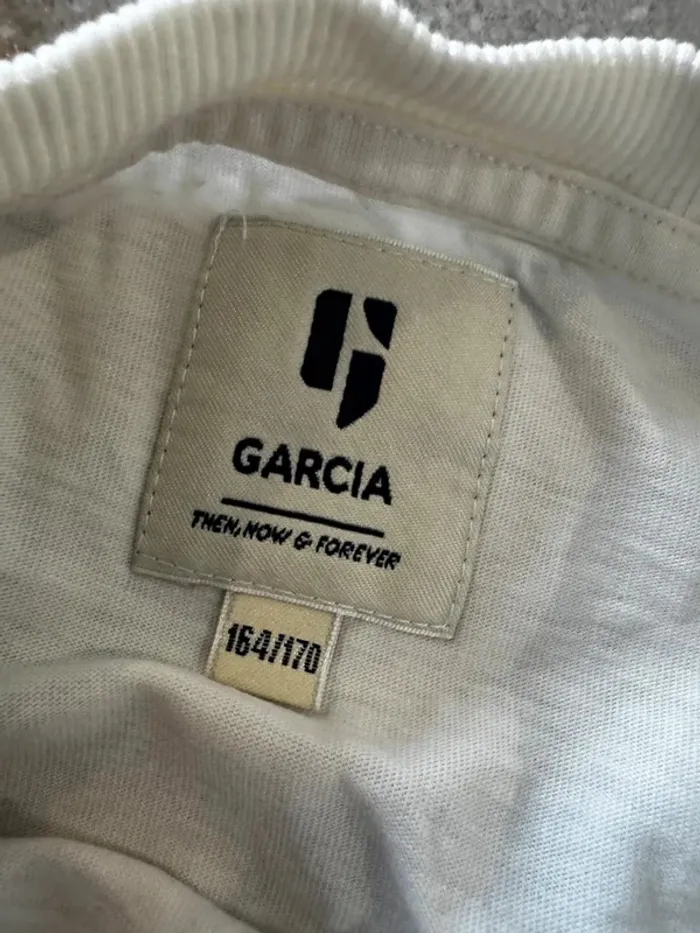 GARCIA
THEN, NOW & FOREVER
164/170